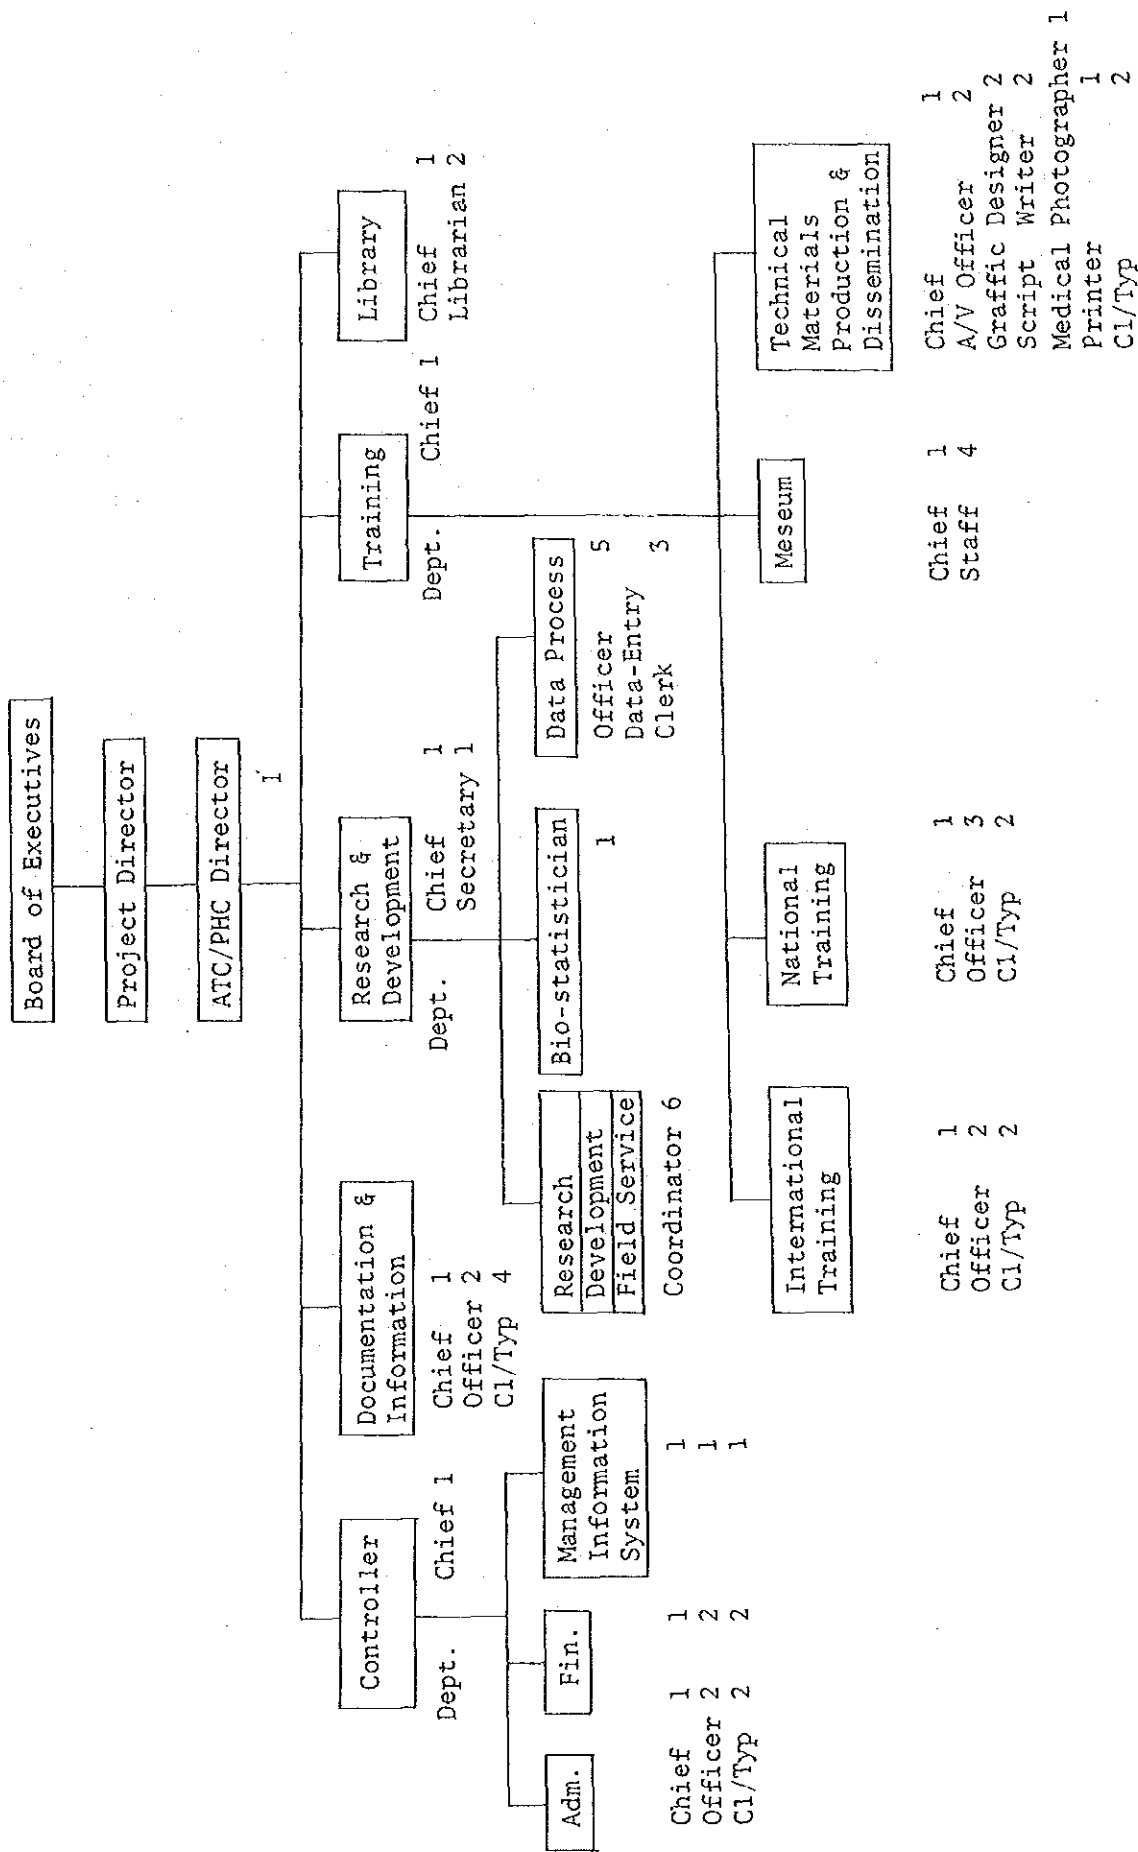 Board of Executives
Project Director
ATC/PHC Director
1
Controller
Dept. Chief 1
Documentation &
Information
Chief 1
Officer 2
Cl/Typ 4
Research &
Development
Dept. Chief 1
Secretary 1
Training
Dept. Chief 1
Library
Chief 1
Librarian 2
Adm.
Fin.
Management
Information
System
Chief 1 1 1
Officer 2 2 1
Cl/Typ 2 2 1
Research
Development
Field Service
Coordinator 6
Bio-statistician
1
Data Process
Officer 5
Data-Entry
Clerk 3
International
Training
Chief 1
Officer 2
Cl/Typ 2
National
Training
Chief 1
Officer 3
Cl/Typ 2
Meseum
Chief 1
Staff 4
Technical
Materials
Production &
Dissemination
Chief 1
A/V Officer 2
Graffic Designer 2
Script Writer 2
Medical Photographer 1
Printer 1
Cl/Typ 2